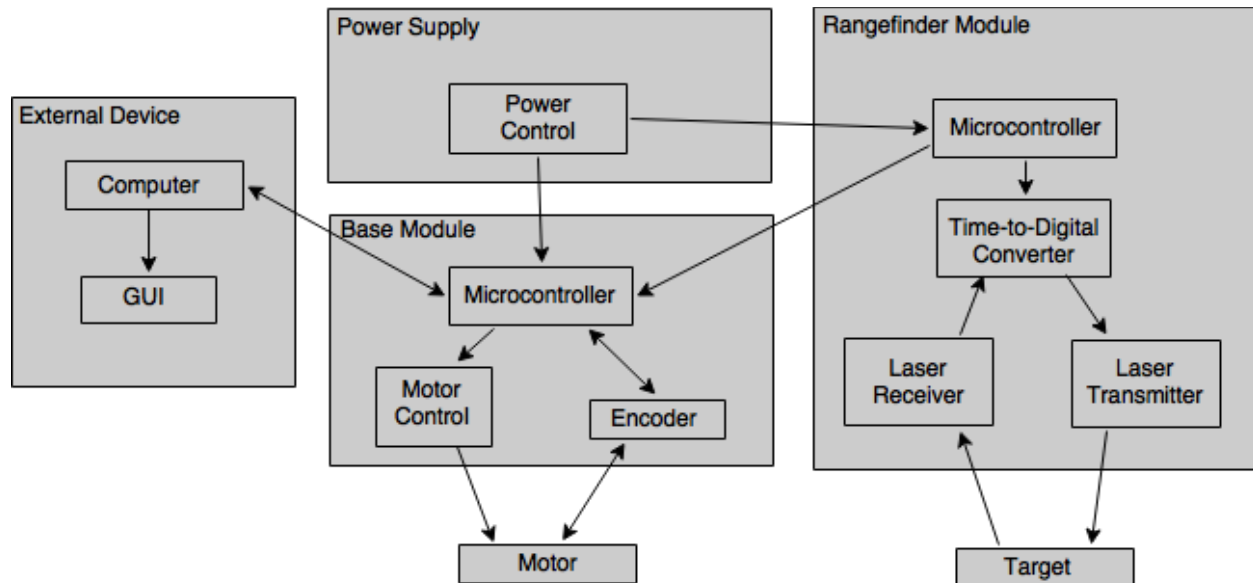 Power Supply
Rangefinder Module
External Device
Power
Control
Microcontroller
Computer
Base Module
Time-to-Digital
Converter
GUI
Microcontroller
Motor
Control
Encoder
Laser
Receiver
Laser
Transmitter
Motor
Target